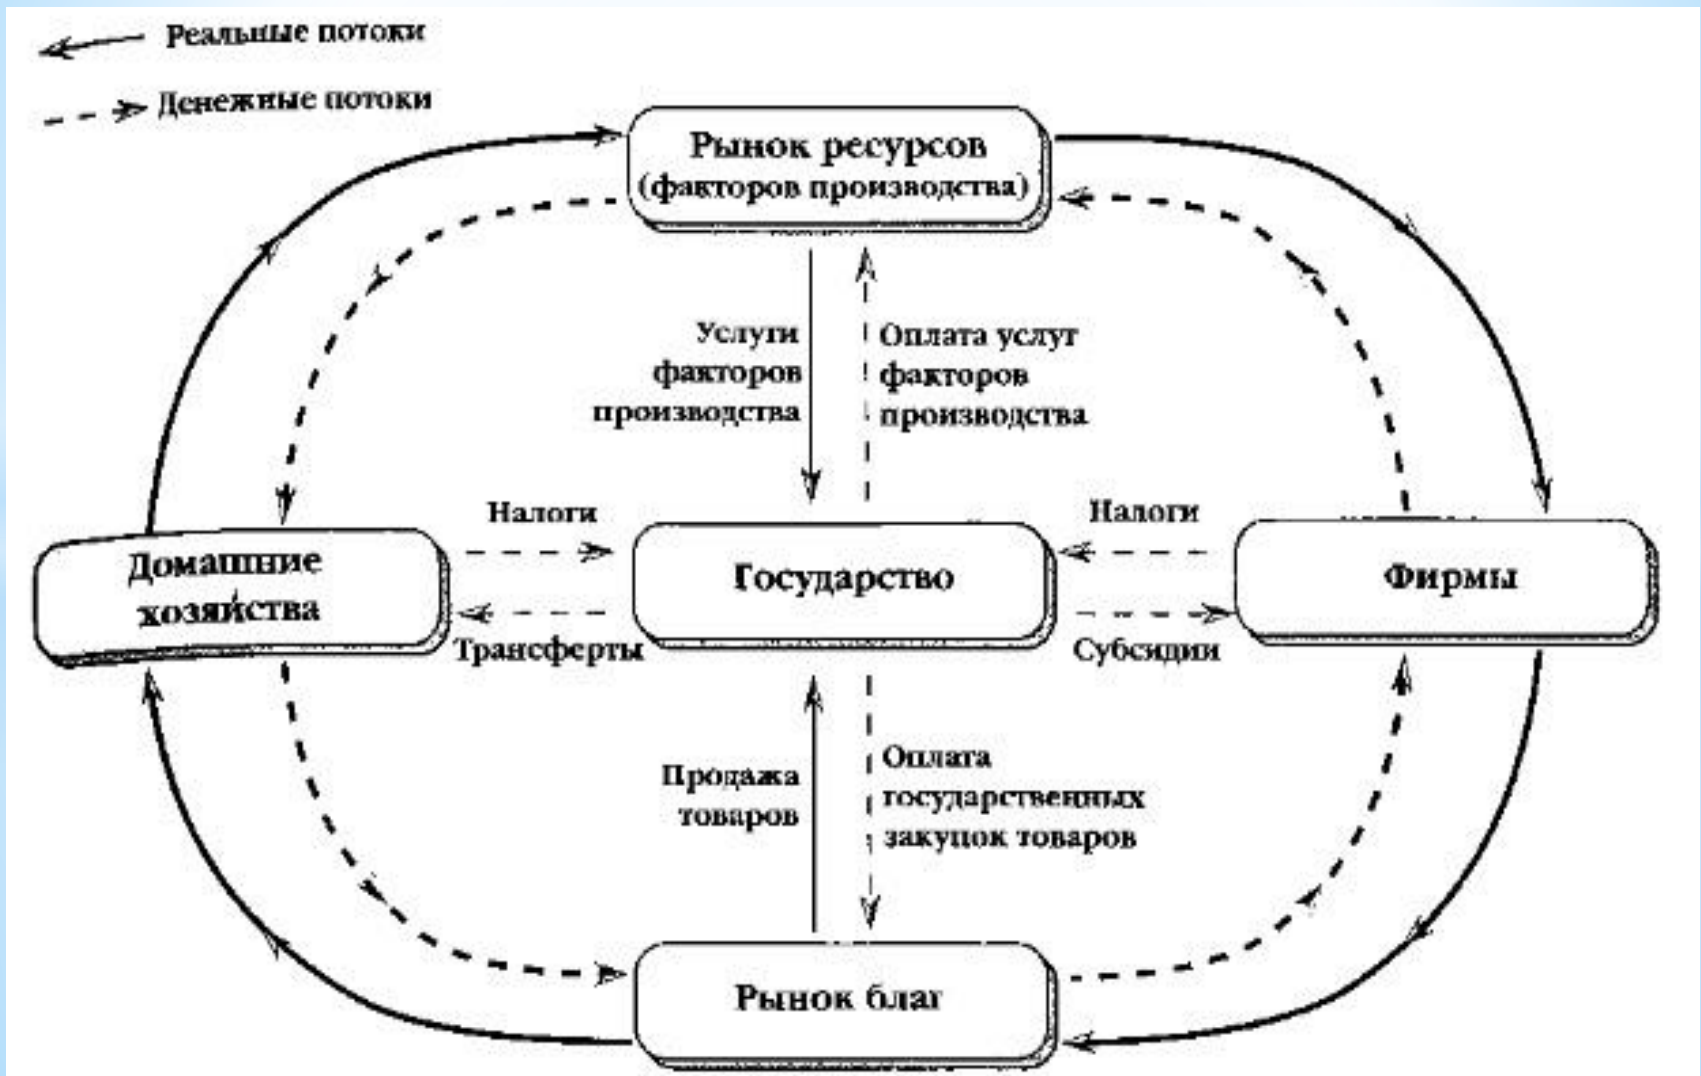 Реальные потоки
Денежные потоки
Рынок ресурсов
(факторов производства)
Услуги
факторов
производства
Оплата услуг
факторов
производства
Налоги
Налоги
Домашние
хозяйства
Государство
Фирмы
Трансферты
Субсидии
Продажа
товаров
Оплата
государственных
закупок товаров
Рынок благ